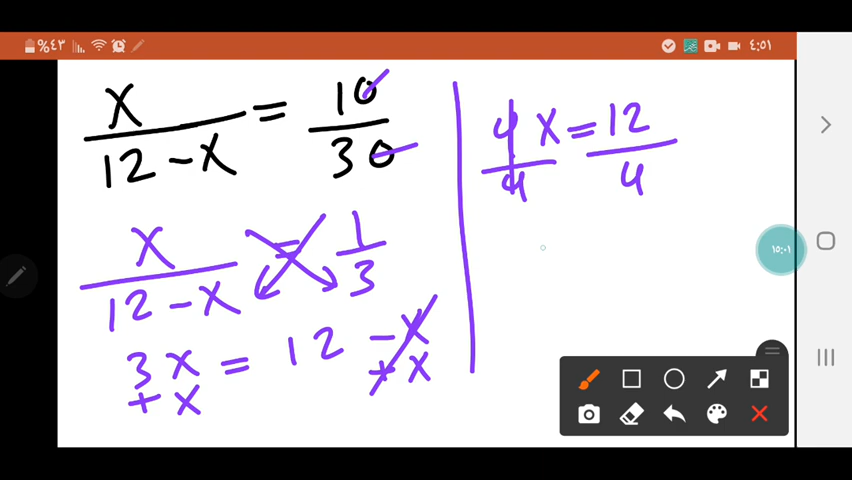 %٤٣ ٤:٥١
x/12-x = 10/30
x/12-x = 1/3
3x = 12 -x
+x +x
4x/4 = 12/4
١٥:٠١